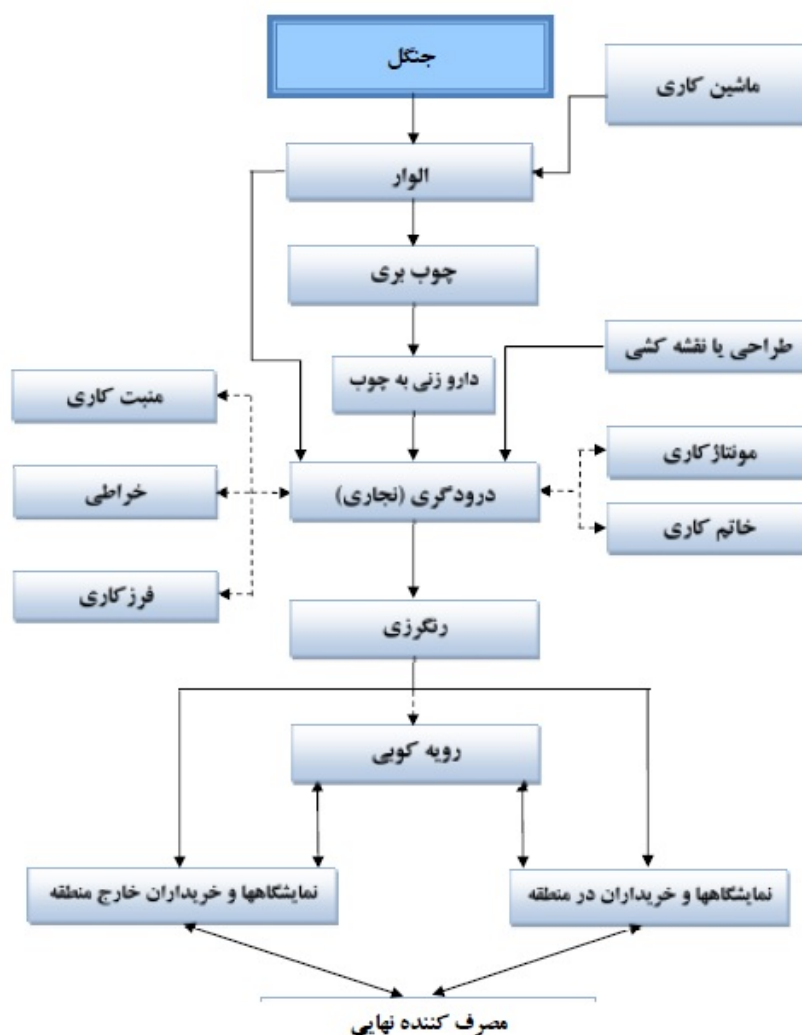 جنگل
ماشین کاری
الوار
چوب بری
طراحی یا نقشه کشی
دارو زنی به چوب
منبت کاری
مونتاژکاری
خراطی
درودگری (نجاری)
خاتم کاری
فرزکاری
رنگرزی
رویه کوبی
نمایشگاهها و خریداران در منطقه
نمایشگاهها و خریداران خارج منطقه
مصرف کننده نهایی